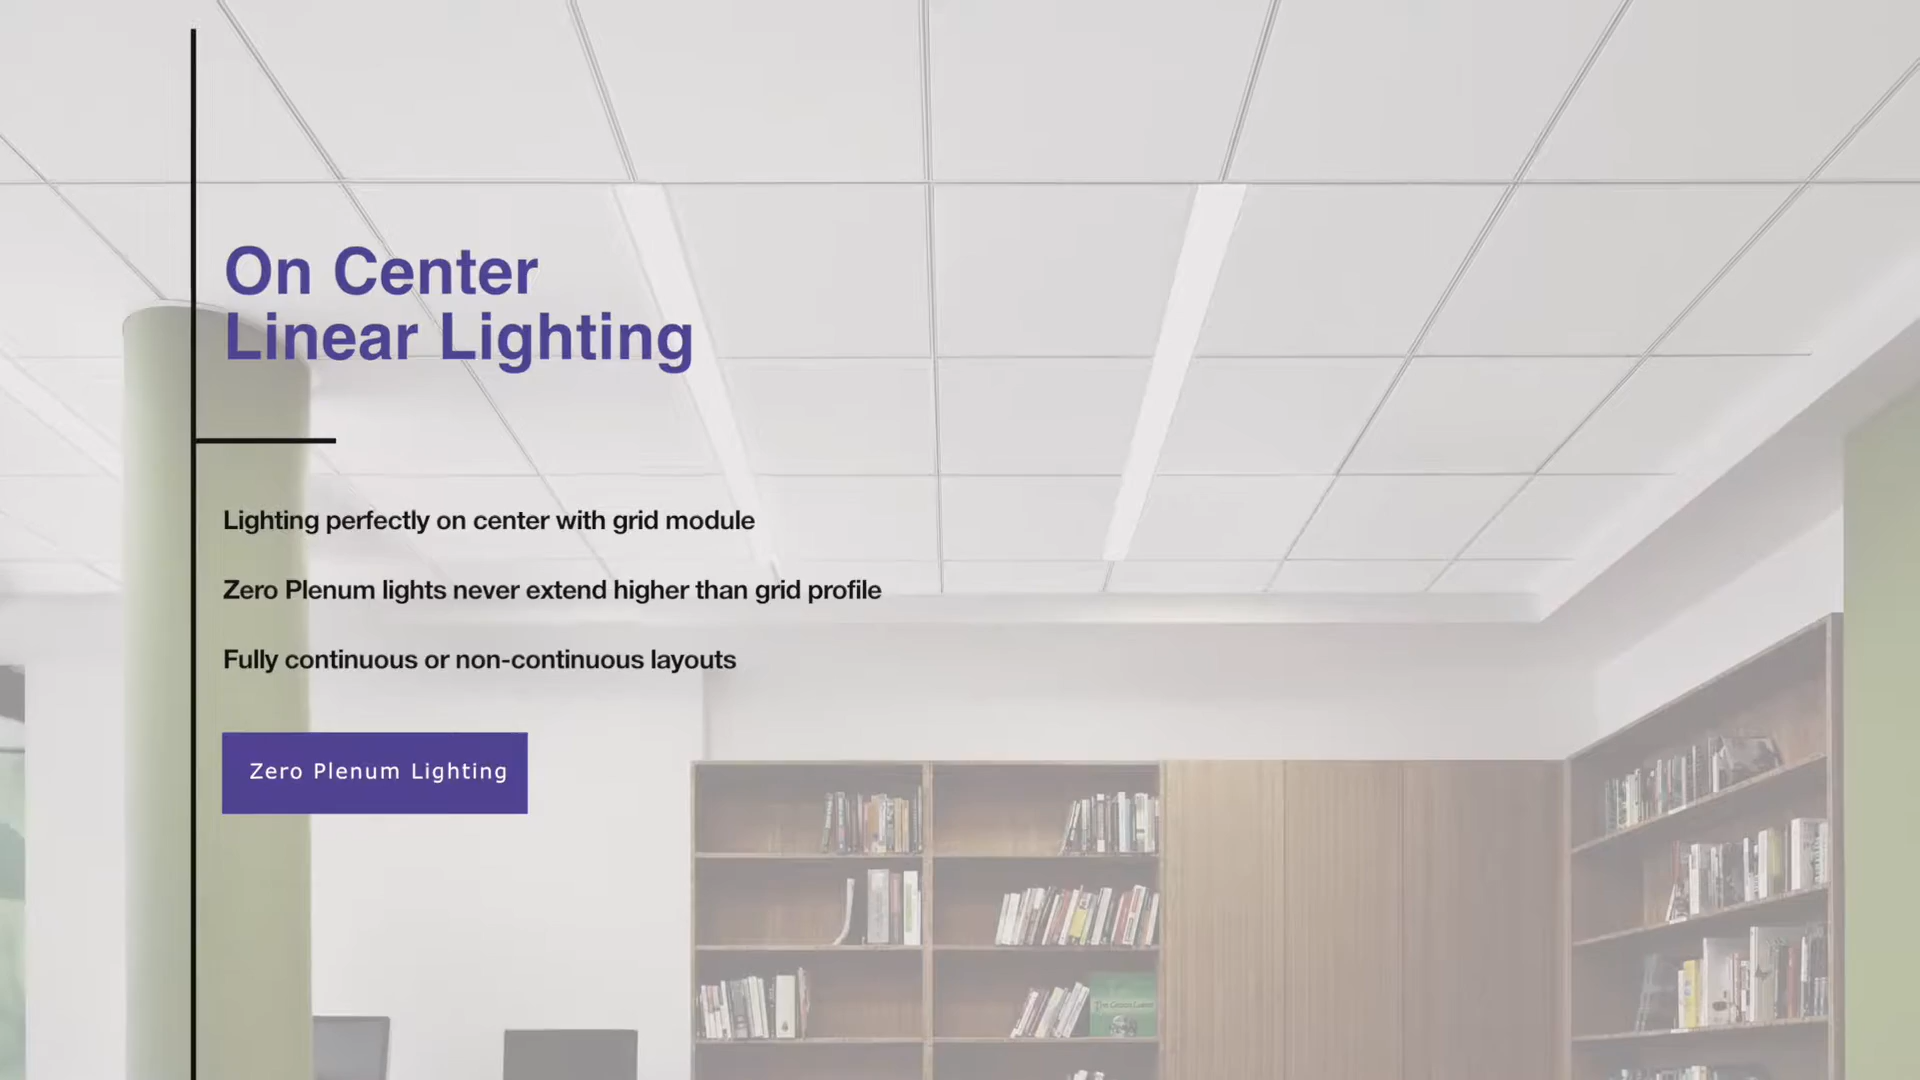 On Center
Linear Lighting
Lighting perfectly on center with grid module
Zero Plenum lights never extend higher than grid profile
Fully continuous or non-continuous layouts
Zero Plenum Lighting